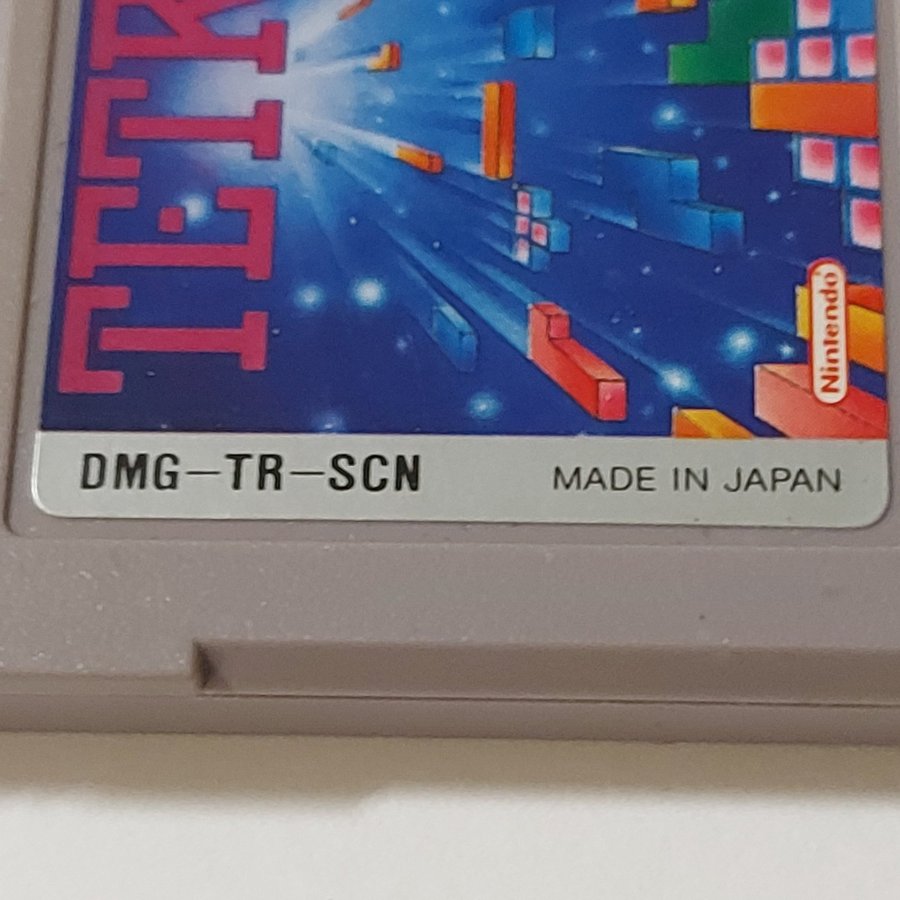 TETR
Nintendo
DMG-TR-SCN
MADE IN JAPAN